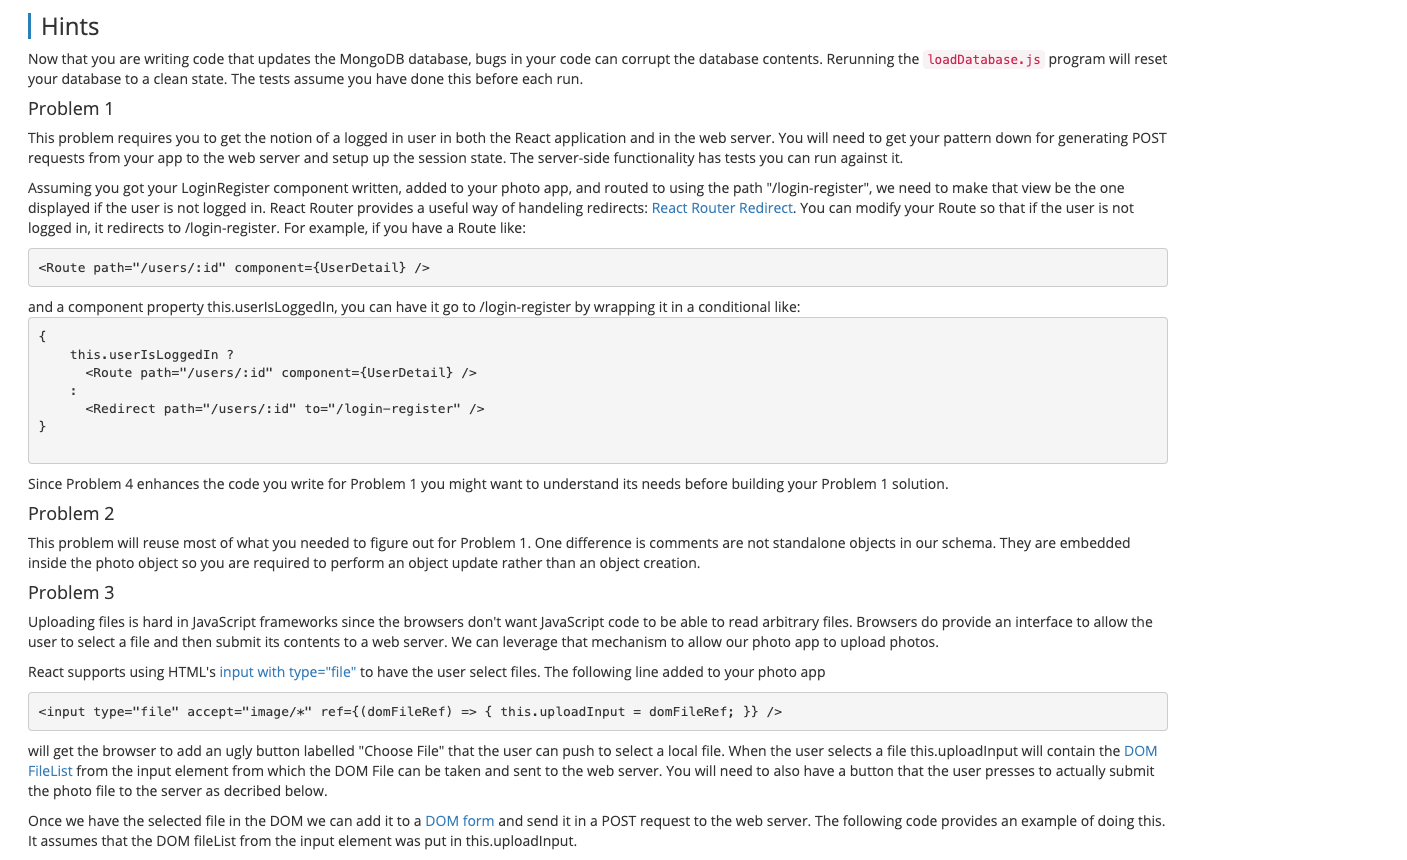 Hints
Now that you are writing code that updates the MongoDB database, bugs in your code can corrupt the database contents. Rerunning the loadDatabase.js program will reset
your database to a clean state. The tests assume you have done this before each run.
Problem 1
This problem requires you to get the notion of a logged in user in both the React application and in the web server. You will need to get your pattern down for generating POST
requests from your app to the web server and setup up the session state. The server-side functionality has tests you can run against it.
Assuming you got your LoginRegister component written, added to your photo app, and routed to using the path "/login-register", we need to make that view be the one
displayed if the user is not logged in. React Router provides a useful way of handeling redirects: React Router Redirect. You can modify your Route so that if the user is not
logged in, it redirects to /login-register. For example, if you have a Route like:
<Route path="/users/:id" component={UserDetail} />
and a component property this.userIsLoggedIn, you can have it go to /login-register by wrapping it in a conditional like:
{
    this.userIsLoggedIn ?
      <Route path="/users/:id" component={UserDetail} />
    :
      <Redirect path="/users/:id" to="/login-register" />
}
Since Problem 4 enhances the code you write for Problem 1 you might want to understand its needs before building your Problem 1 solution.
Problem 2
This problem will reuse most of what you needed to figure out for Problem 1. One difference is comments are not standalone objects in our schema. They are embedded
inside the photo object so you are required to perform an object update rather than an object creation.
Problem 3
Uploading files is hard in JavaScript frameworks since the browsers don't want JavaScript code to be able to read arbitrary files. Browsers do provide an interface to allow the
user to select a file and then submit its contents to a web server. We can leverage that mechanism to allow our photo app to upload photos.
React supports using HTML's input with type="file" to have the user select files. The following line added to your photo app
<input type="file" accept="image/*" ref={(domFileRef) => { this.uploadInput = domFileRef; }} />
will get the browser to add an ugly button labelled "Choose File" that the user can push to select a local file. When the user selects a file this.uploadInput will contain the DOM
FileList from the input element from which the DOM File can be taken and sent to the web server. You will need to also have a button that the user presses to actually submit
the photo file to the server as decribed below.
Once we have the selected file in the DOM we can add it to a DOM form and send it in a POST request to the web server. The following code provides an example of doing this.
It assumes that the DOM fileList from the input element was put in this.uploadInput.